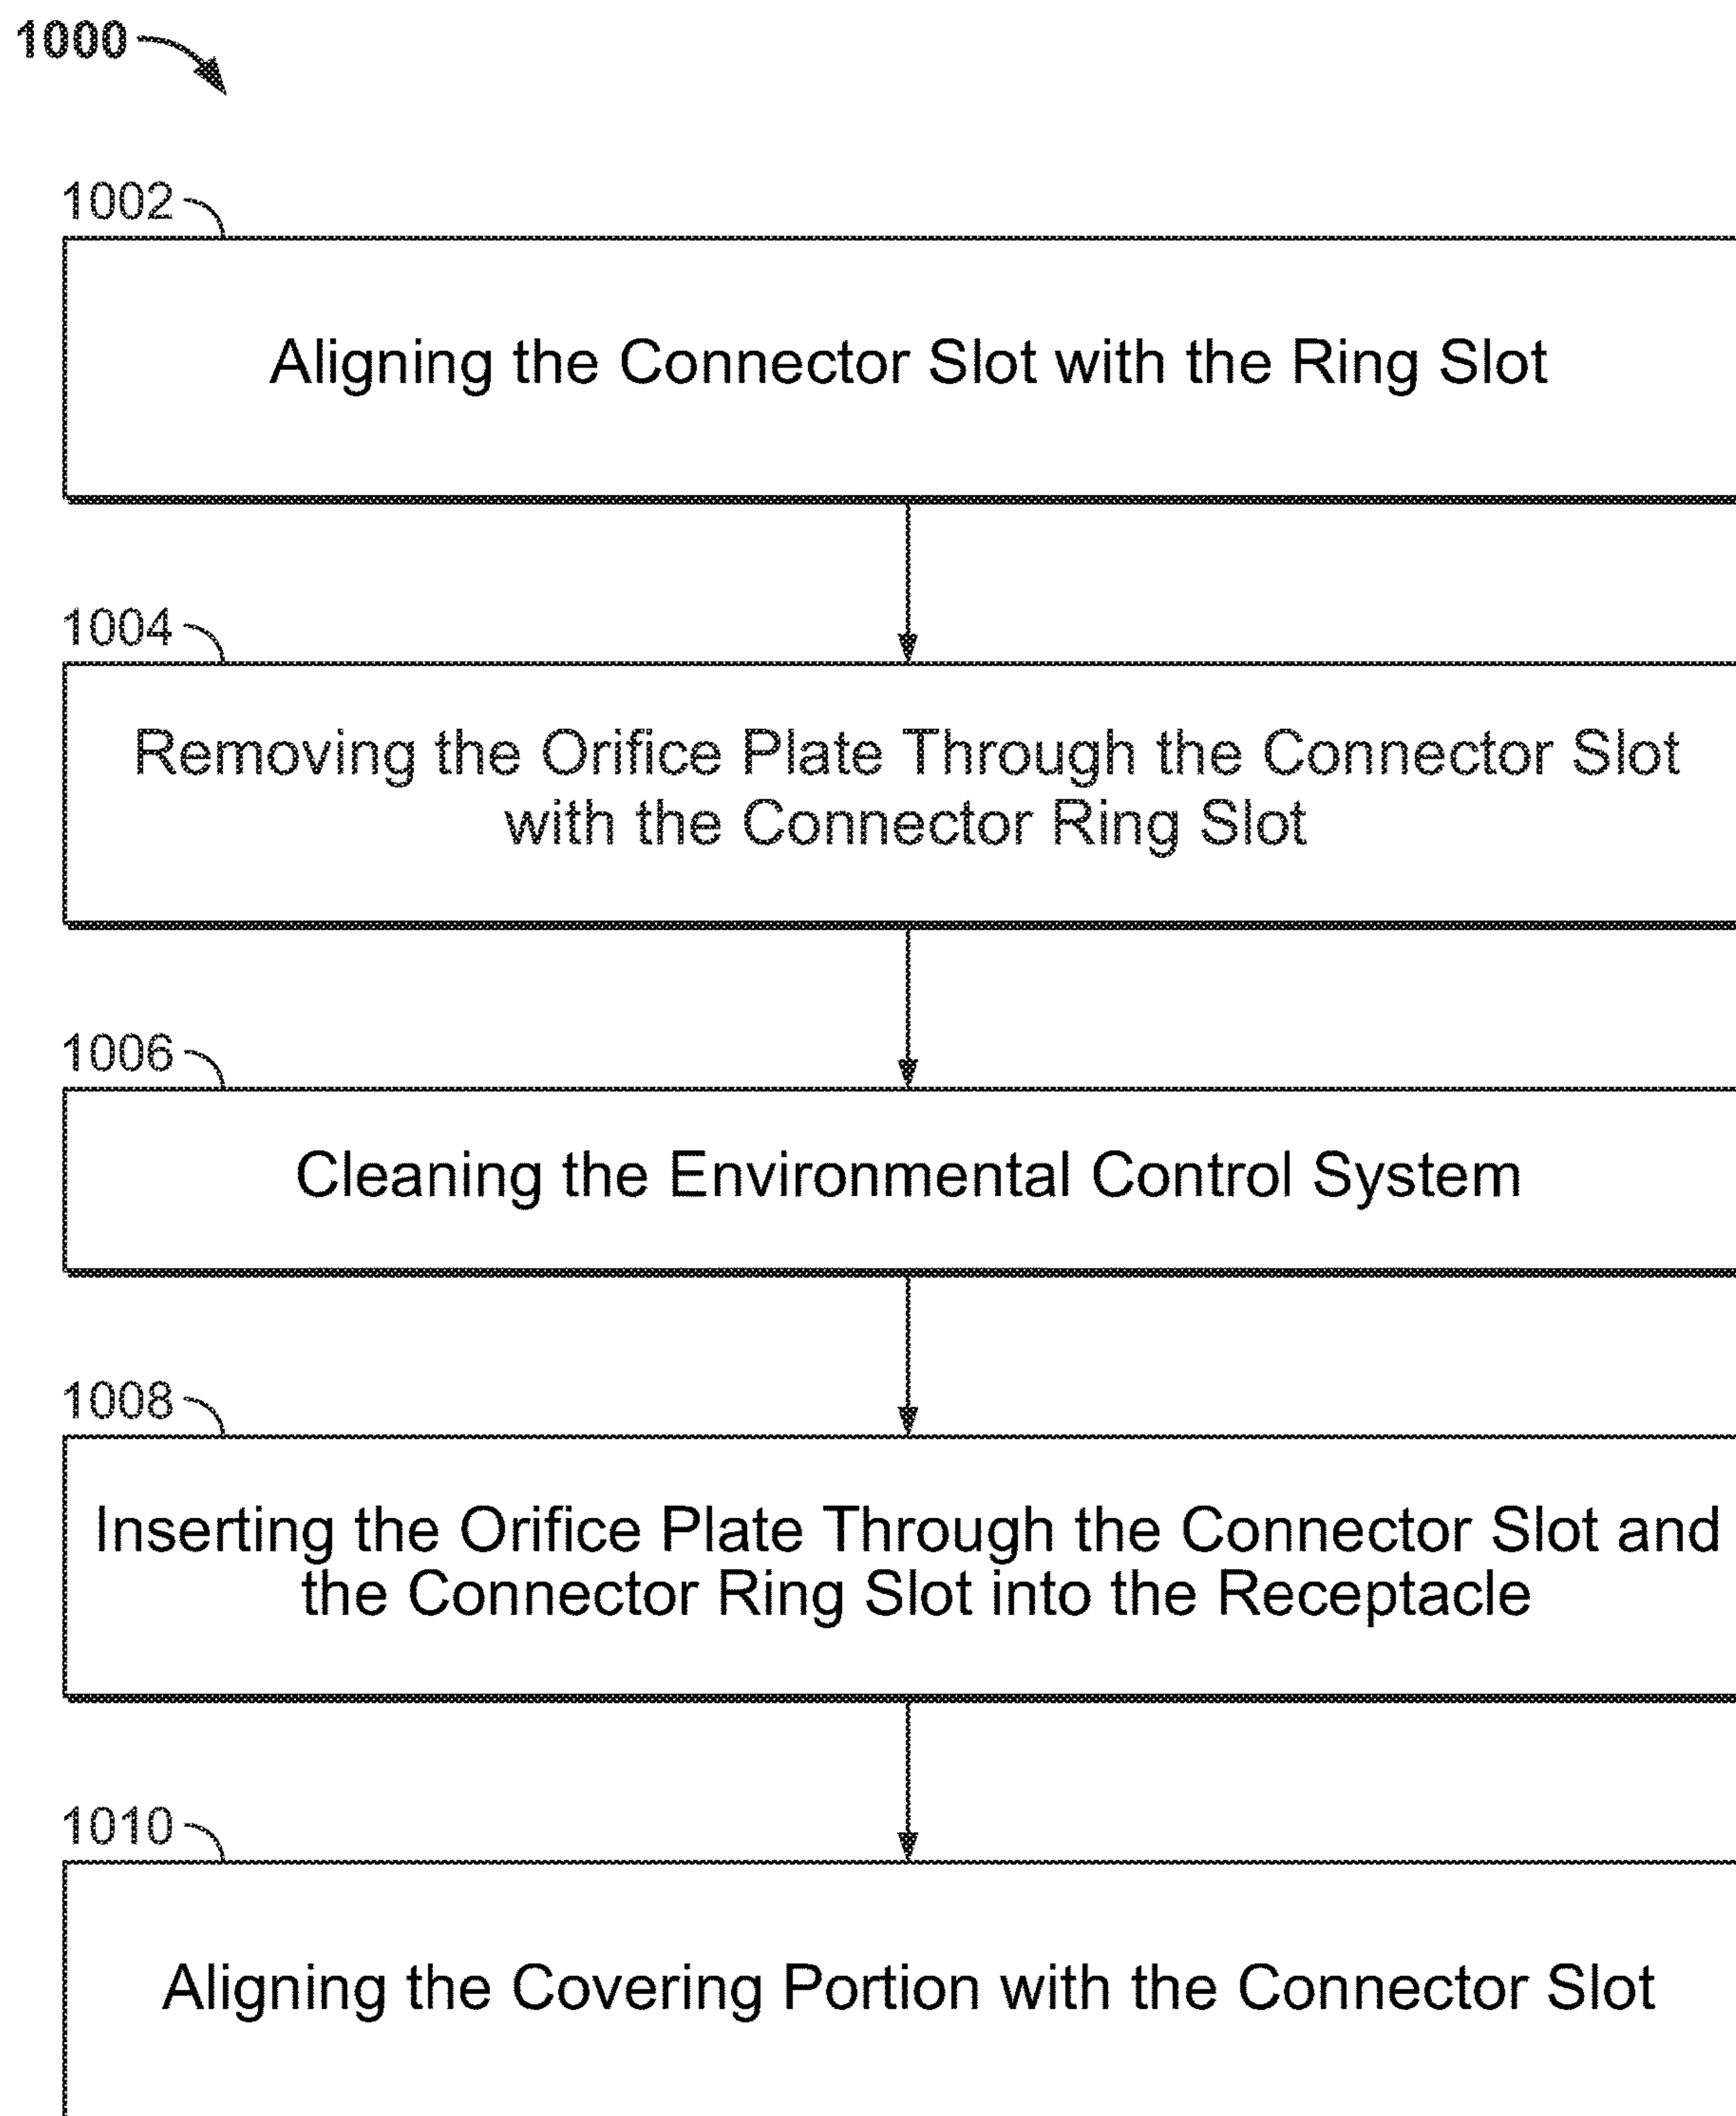 1000
1002
Aligning the Connector Slot with the Ring Slot
1004
Removing the Orifice Plate Through the Connector Slot
with the Connector Ring Slot
1006
Cleaning the Environmental Control System
1008
Inserting the Orifice Plate Through the Connector Slot and
the Connector Ring Slot into the Receptacle
1010
Aligning the Covering Portion with the Connector Slot